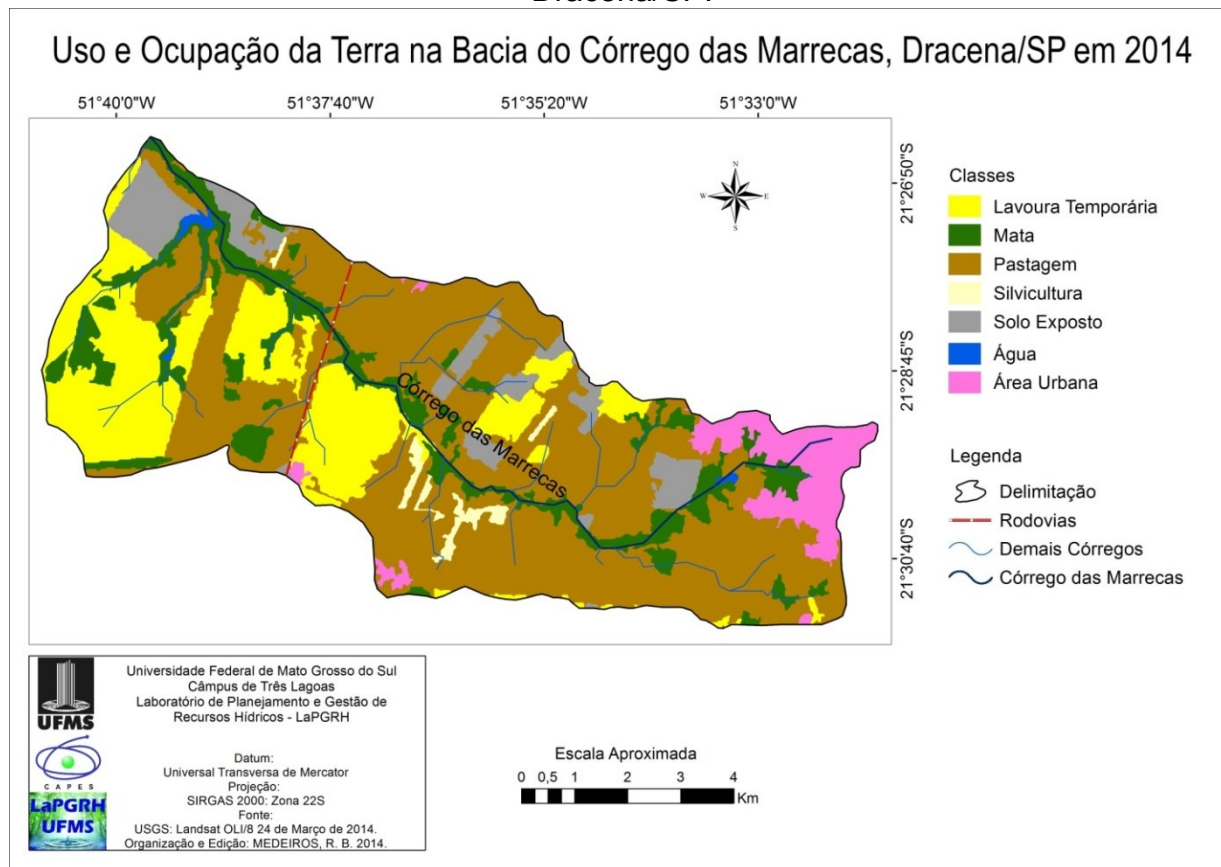 Uso e Ocupação da Terra na Bacia do Córrego das Marrecas, Dracena/SP em 2014
51°40'0"W
51°37'40"W
51°35'20"W
51°33'0"W
21°26'50"S
21°28'45"S
21°30'40"S
N
W
E
S
Córrego das Marrecas
Classes
Lavoura Temporária
Mata
Pastagem
Silvicultura
Solo Exposto
Água
Área Urbana
Legenda
Delimitação
Rodovias
Demais Córregos
Córrego das Marrecas
UFMS
CAPES
LaPGRH
UFMS
Universidade Federal de Mato Grosso do Sul
Câmpus de Três Lagoas
Laboratório de Planejamento e Gestão de
Recursos Hídricos - LaPGRH
Datum:
Universal Transversa de Mercator
Projeção:
SIRGAS 2000: Zona 22S
Fonte:
USGS: Landsat OLI/8 24 de Março de 2014.
Organização e Edição: MEDEIROS, R. B. 2014.
Escala Aproximada
0 0,5 1 2 3 4
Km